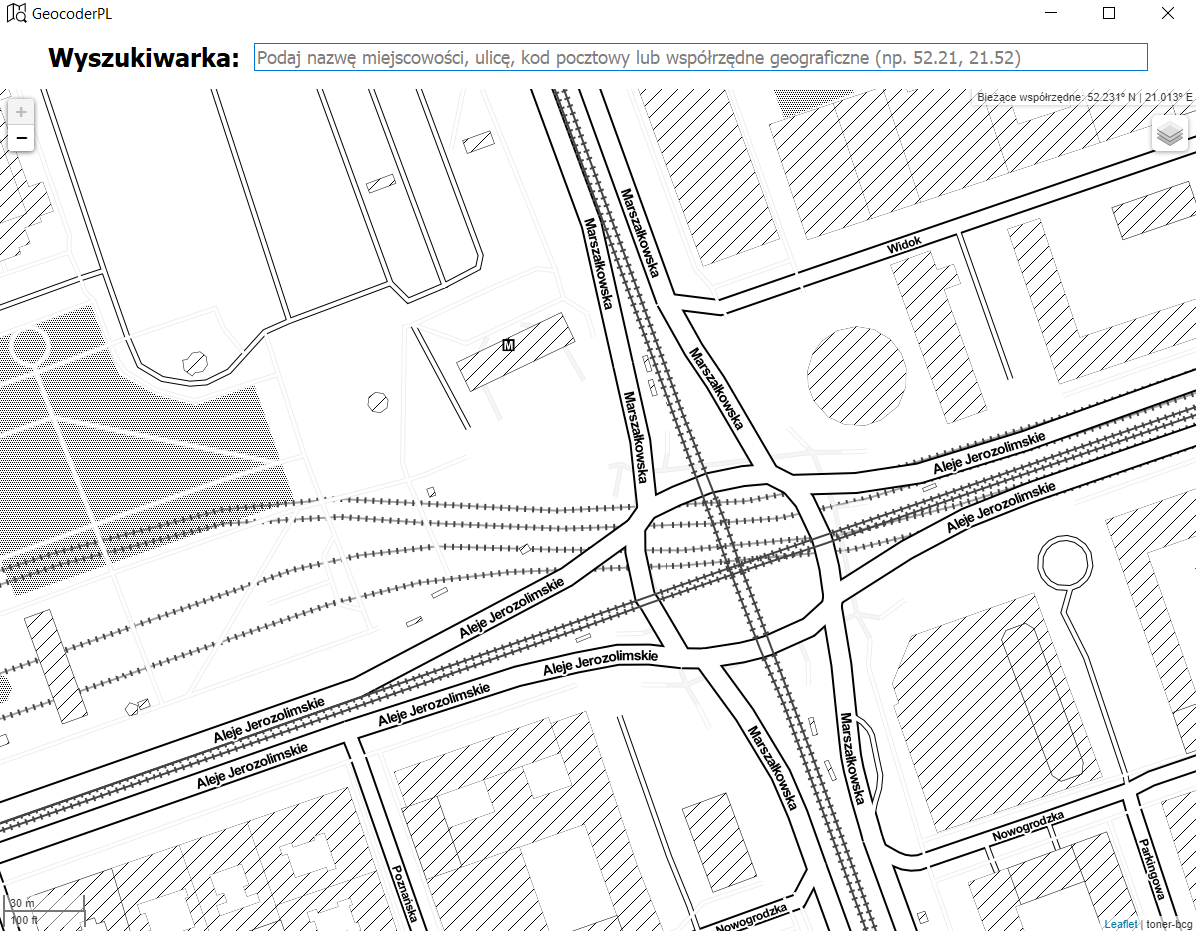 GeocoderPL
Wyszukiwarka:
Podaj nazwę miejscowości, ulicę, kod pocztowy lub współrzędne geograficzne (np. 52.21, 21.52)
+
−
Bieżące współrzędne: 52.231° N | 21.013° E
Marszałkowska
Marszałkowska
Widok
M
Marszałkowska
Marszałkowska
Aleje Jerozolimskie
Aleje Jerozolimskie
Aleje Jerozolimskie
Aleje Jerozolimskie
Aleje Jerozolimskie
Aleje Jerozolimskie
Aleje Jerozolimskie
Marszałkowska
Marszałkowska
Nowogrodzka
Parkingowa
Poznańska
Nowogrodzka
30 m
100 ft
Leaflet | toner-bcg